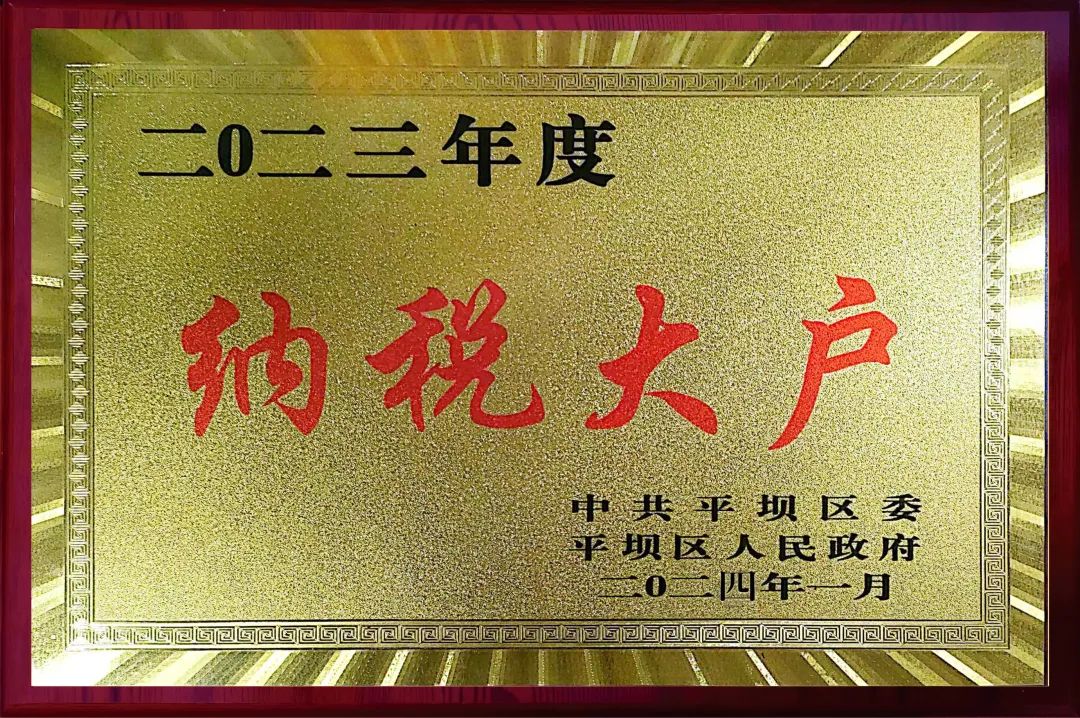 二0二三年度
纳税大户
中共平坝区委
平坝区人民政府
二0二四年一月